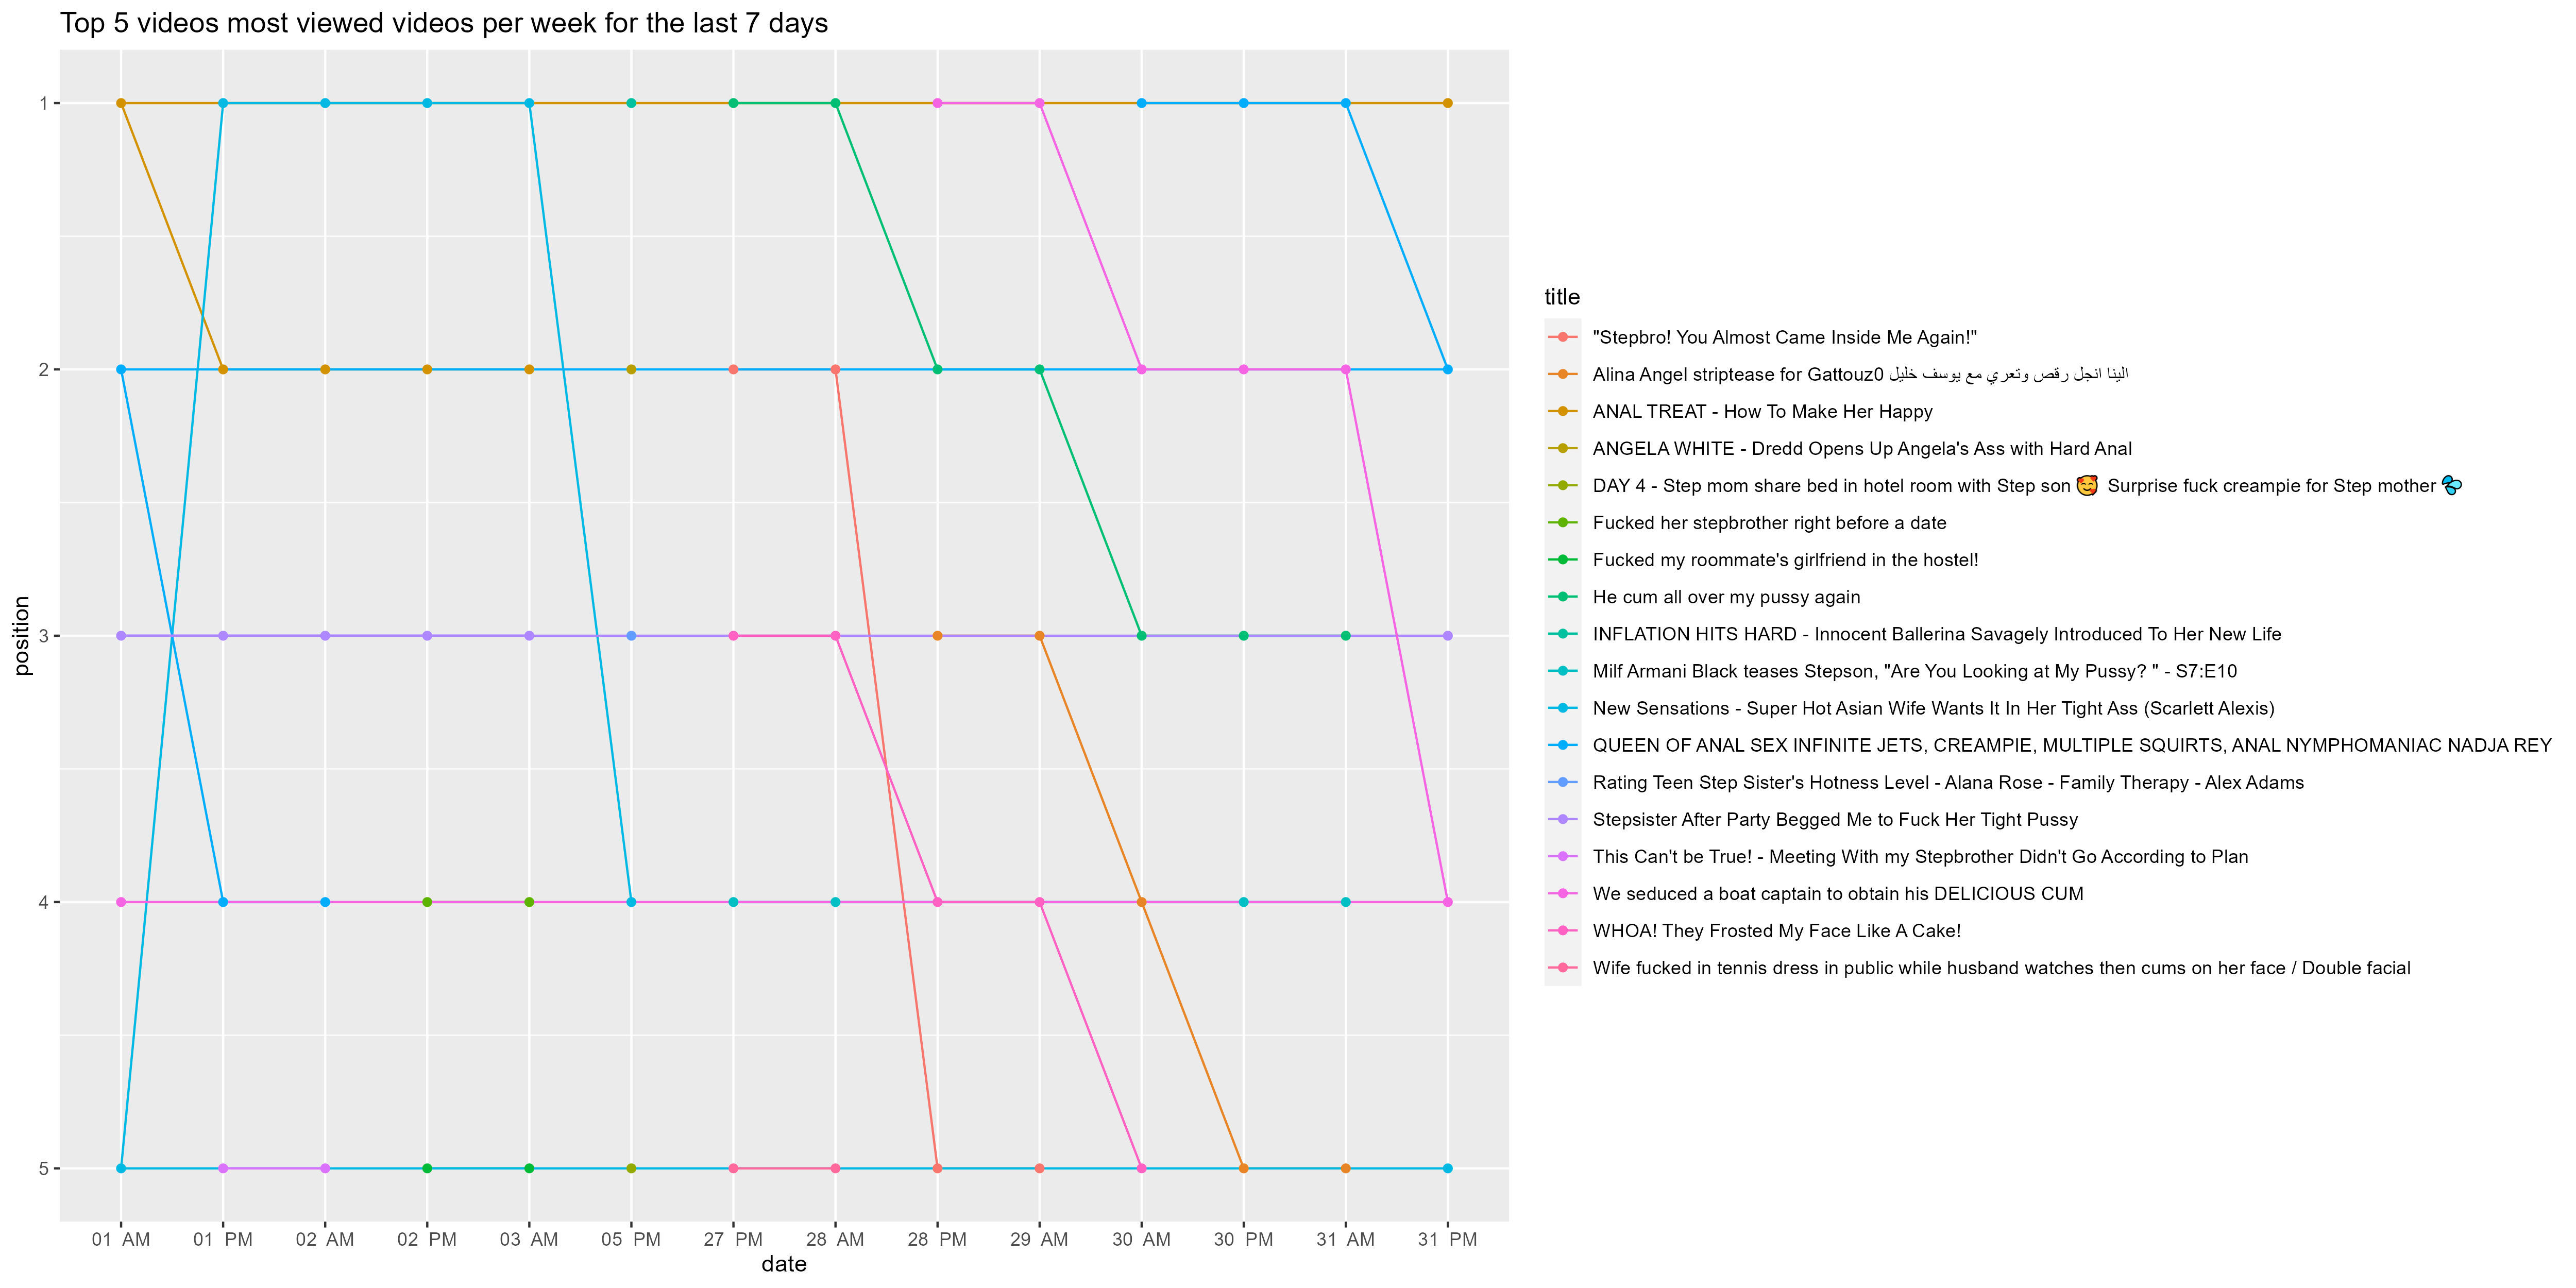 Top 5 videos most viewed videos per week for the last 7 days
position
1
2
3
4
5
01 AM
01 PM
02 AM
02 PM
03 AM
05 PM
27 PM
28 AM
28 PM
29 AM
30 AM
30 PM
31 AM
31 PM
date
title
"Stepbro! You Almost Came Inside Me Again!"
Alina Angel striptease for Gattouz0 الينا انجل رقص وتعري مع يوسف خليل
ANAL TREAT - How To Make Her Happy
ANGELA WHITE - Dredd Opens Up Angela's Ass with Hard Anal
DAY 4 - Step mom share bed in hotel room with Step son 🥰 Surprise fuck creampie for Step mother 💦
Fucked her stepbrother right before a date
Fucked my roommate's girlfriend in the hostel!
He cum all over my pussy again
INFLATION HITS HARD - Innocent Ballerina Savagely Introduced To Her New Life
Milf Armani Black teases Stepson, "Are You Looking at My Pussy? " - S7:E10
New Sensations - Super Hot Asian Wife Wants It In Her Tight Ass (Scarlett Alexis)
QUEEN OF ANAL SEX INFINITE JETS, CREAMPIE, MULTIPLE SQUIRTS, ANAL NYMPHOMANIAC NADJA REY
Rating Teen Step Sister's Hotness Level - Alana Rose - Family Therapy - Alex Adams
Stepsister After Party Begged Me to Fuck Her Tight Pussy
This Can't be True! - Meeting With my Stepbrother Didn't Go According to Plan
We seduced a boat captain to obtain his DELICIOUS CUM
WHOA! They Frosted My Face Like A Cake!
Wife fucked in tennis dress in public while husband watches then cums on her face / Double facial